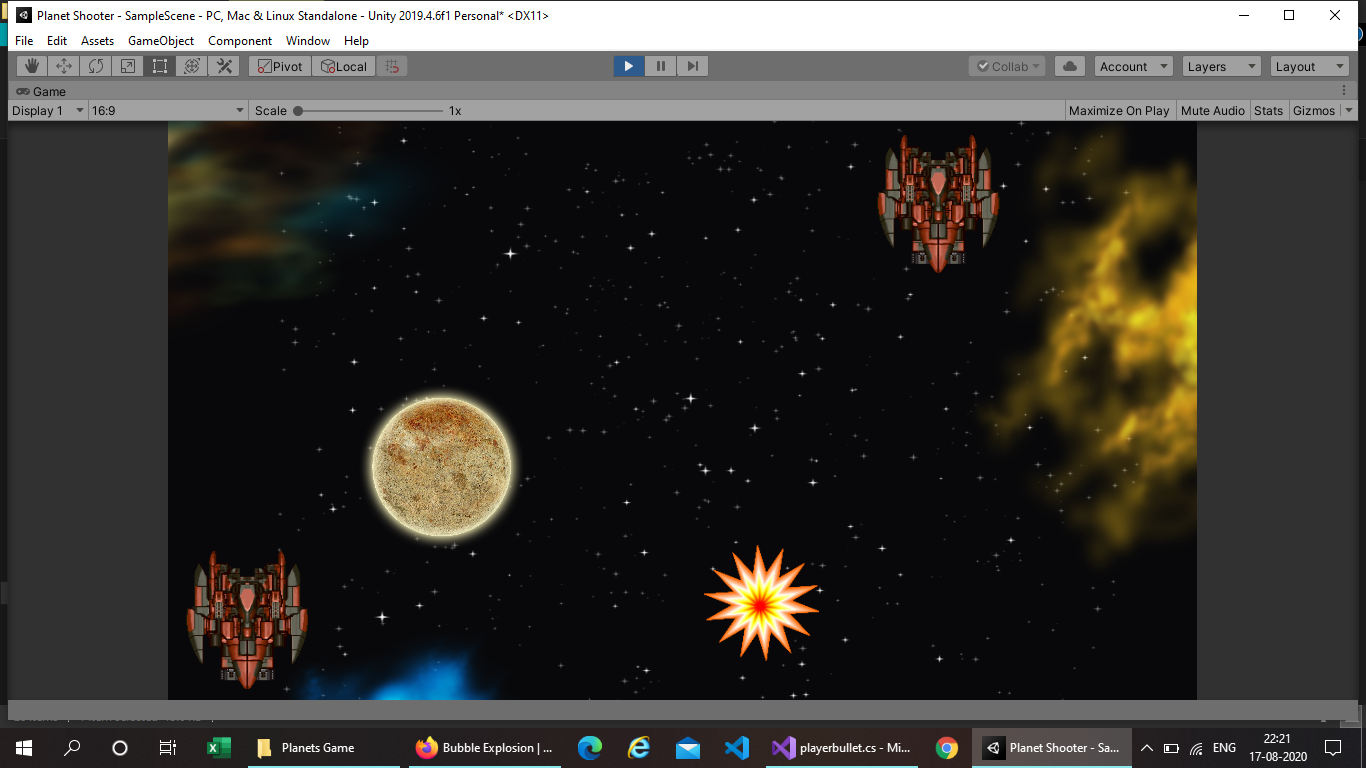 Planet Shooter - SampleScene - PC, Mac & Linux Standalone - Unity 2019.4.6f1 Personal* <DX11>
File Edit Assets GameObject Component Window Help
Pivot Local Collab Account Layers Layout
Game
Display 1 16:9 Scale 1x Maximize On Play Mute Audio Stats Gizmos
Planets Game Bubble Explosion | ... playerbullet.cs - Mi... Planet Shooter - Sa... ENG 22:21
17-08-2020